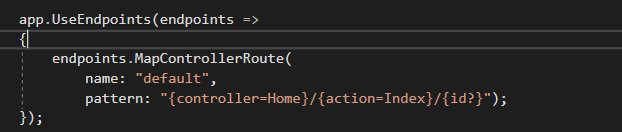 app.UseEndpoints(endpoints =>
{
    endpoints.MapControllerRoute(
        name: "default",
        pattern: "{controller=Home}/{action=Index}/{id?}");
});